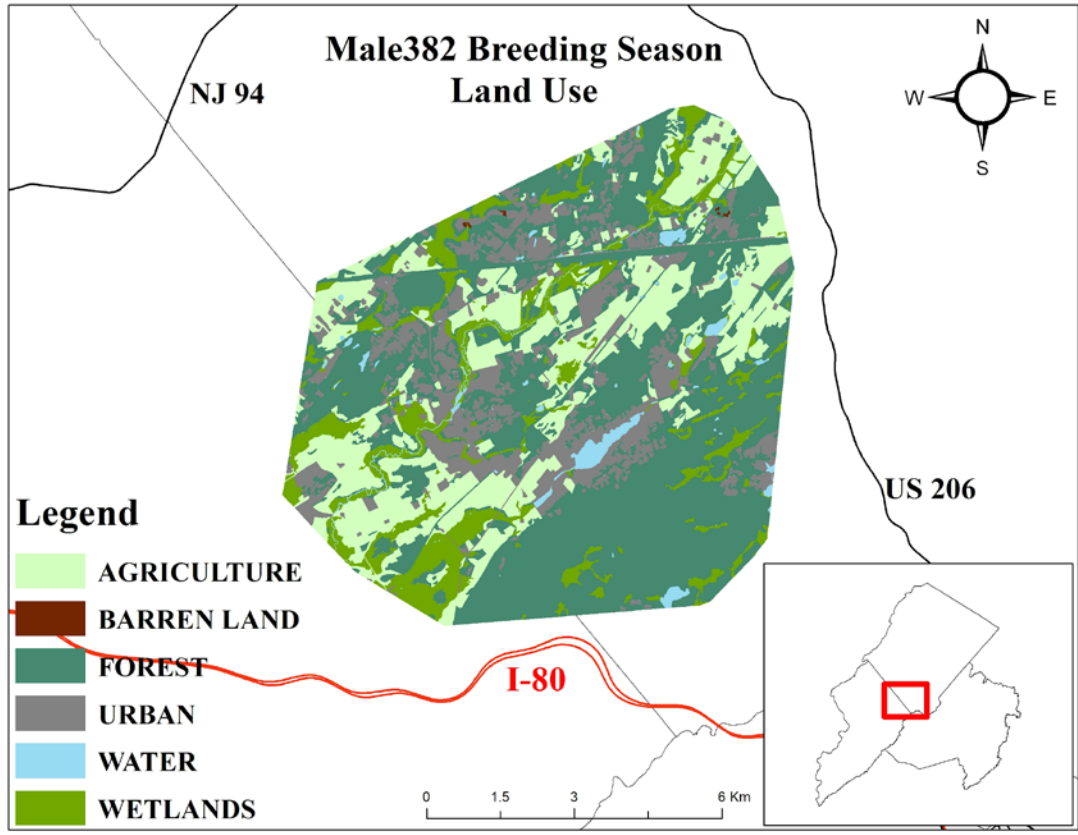 Male382 Breeding Season
Land Use
NJ 94
N
W
E
S
US 206
Legend
AGRICULTURE
BARREN LAND
FOREST
URBAN
WATER
WETLANDS
I-80
0 1.5 3 6 Km